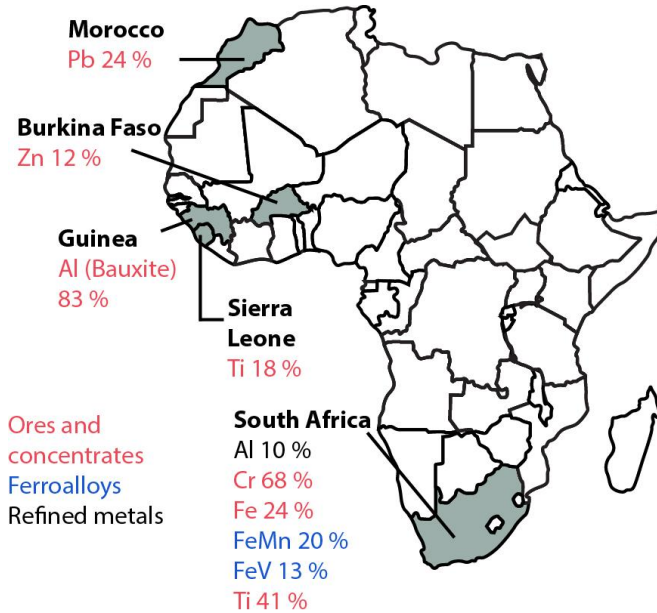 Morocco
Pb 24 %
Burkina Faso
Zn 12 %
Guinea
Al (Bauxite)
83 %
Sierra
Leone
Ti 18 %
South Africa
Al 10 %
Cr 68 %
Fe 24 %
FeMn 20 %
FeV 13 %
Ti 41 %
Ores and
concentrates
Ferroalloys
Refined metals